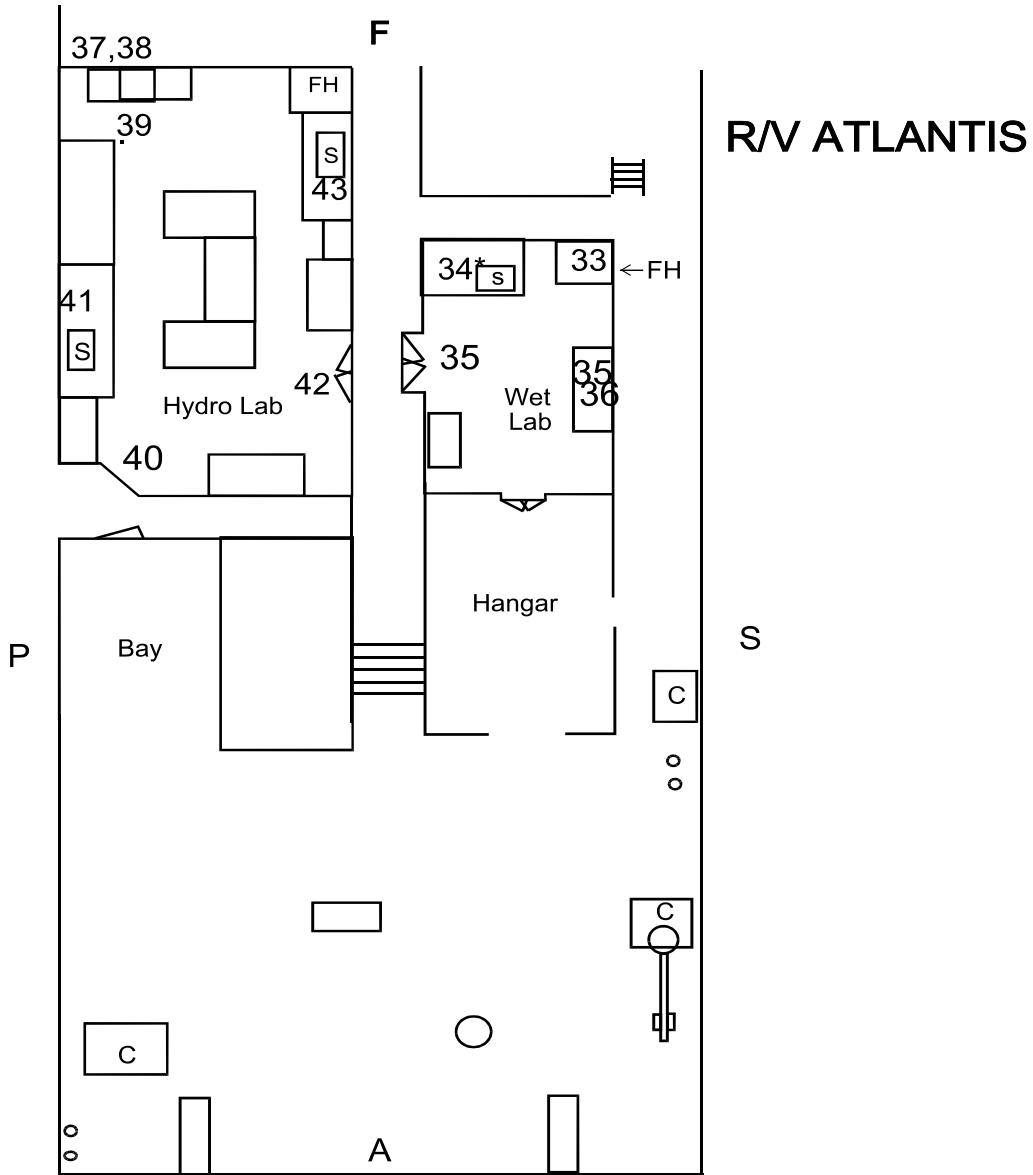 F
37,38
FH
R/V ATLANTIS
39
S
43
34*
s
33
←FH
41
S
35
35
36
42
Wet
Lab
Hydro Lab
40
Hangar
P
Bay
S
C
C
C
A